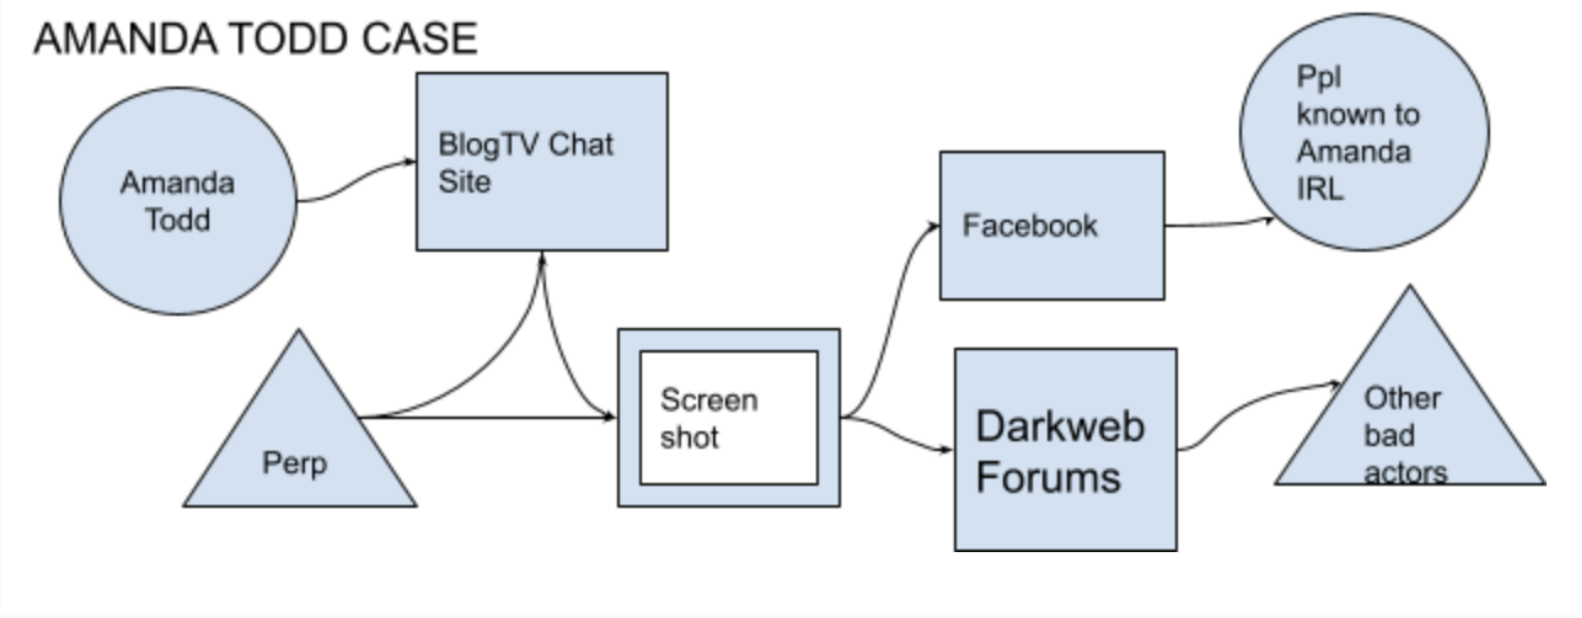 AMANDA TODD CASE
Amanda
Todd
BlogTV Chat
Site
Perp
Screen
shot
Facebook
Darkweb
Forums
Ppl
known to
Amanda
IRL
Other
bad
actors